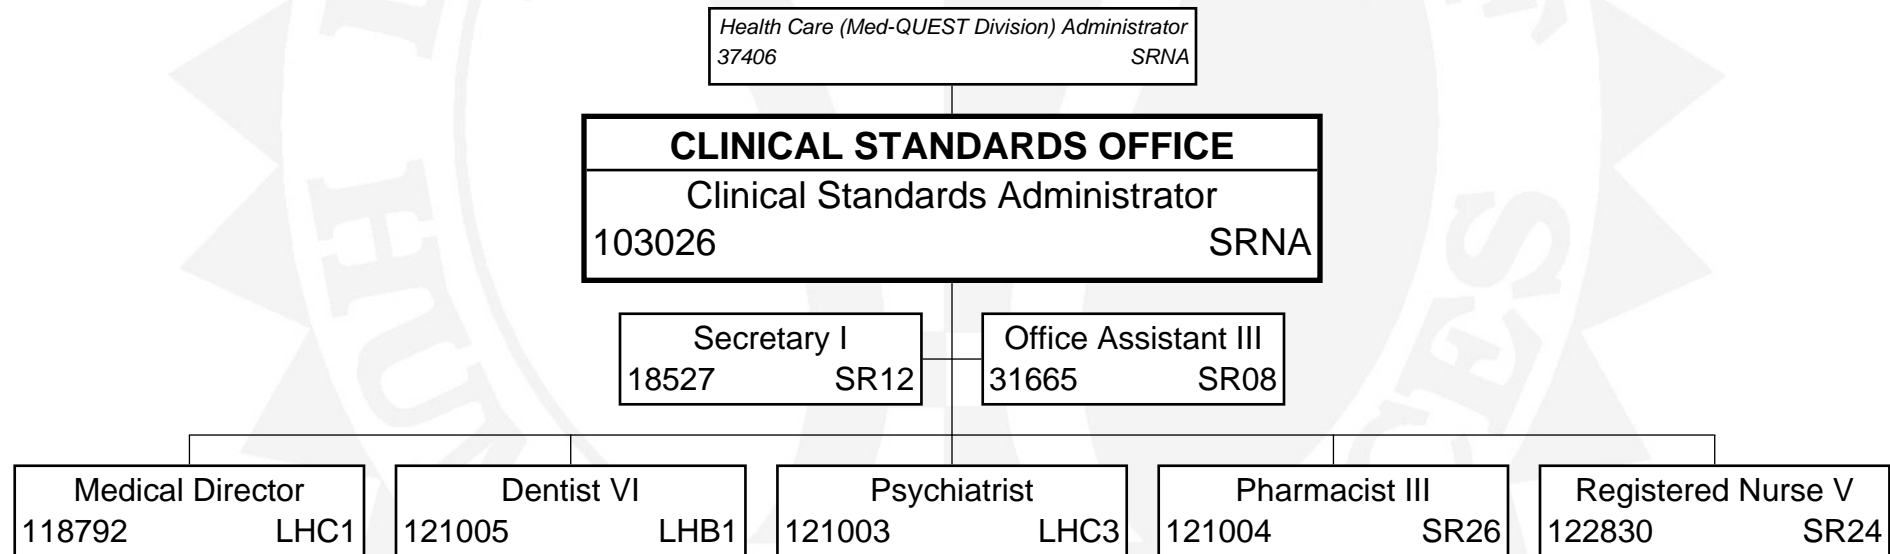 Health Care (Med-QUEST Division) Administrator
37406 SRNA
CLINICAL STANDARDS OFFICE
Clinical Standards Administrator
103026 SRNA
Secretary I
18527 SR12
Office Assistant III
31665 SR08
Medical Director
118792 LHC1
Dentist VI
121005 LHB1
Psychiatrist
121003 LHC3
Pharmacist III
121004 SR26
Registered Nurse V
122830 SR24